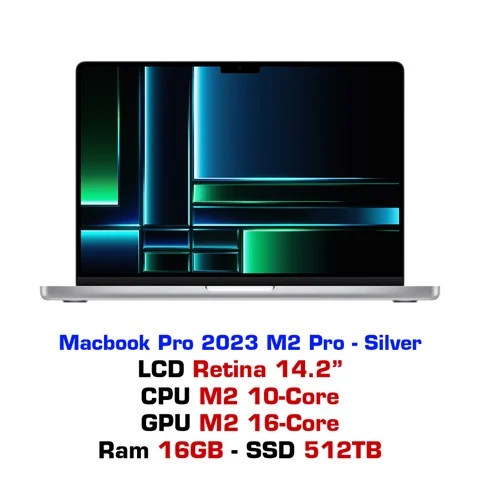 Macbook Pro 2023 M2 Pro - Silver
LCD Retina 14.2”
CPU M2 10-Core
GPU M2 16-Core
Ram 16GB - SSD 512TB